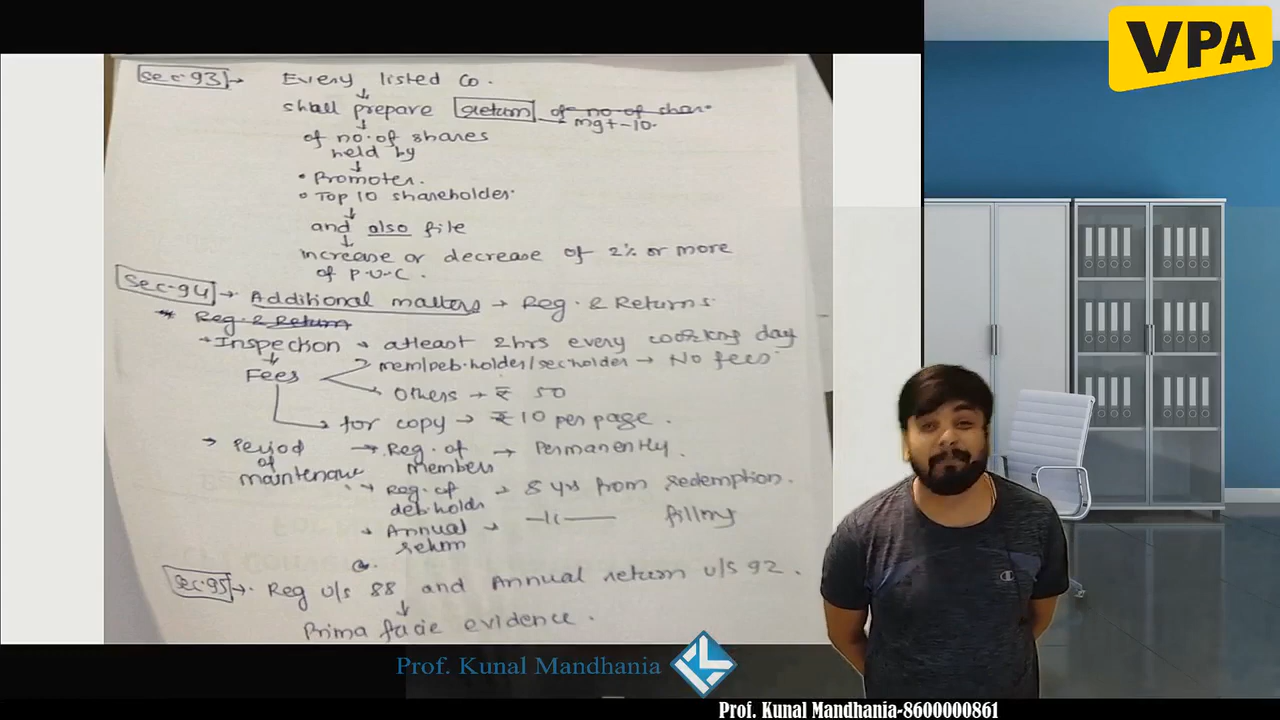 VPA
Sec-93 → Every listed Co.
shall prepare return of no of share
→ mgt-10.
of no. of shares
held by
• Promoter.
• Top 10 shareholder.
and also file
increase or decrease of 2% or more
of P.U.C.
Sec-94 → Additional matters → Reg. & Returns.
* Reg. & Return
→ Inspection → atleast 2hrs every working day
Fees → mem/Deb.holder/sec.holder → No fees
Others → ₹ 50
→ for copy → ₹ 10 per page.
→ Period → Reg. of → Permanently.
of members
maintenance
→ Reg. of → 8 yrs from redemption.
deb.holds
→ Annual → —11— filling
return
Sec-95 → Reg u/s 88 and Annual return u/s 92.
Prima facie evidence.
Prof. Kunal Mandhania
Prof. Kunal Mandhania-8600000861